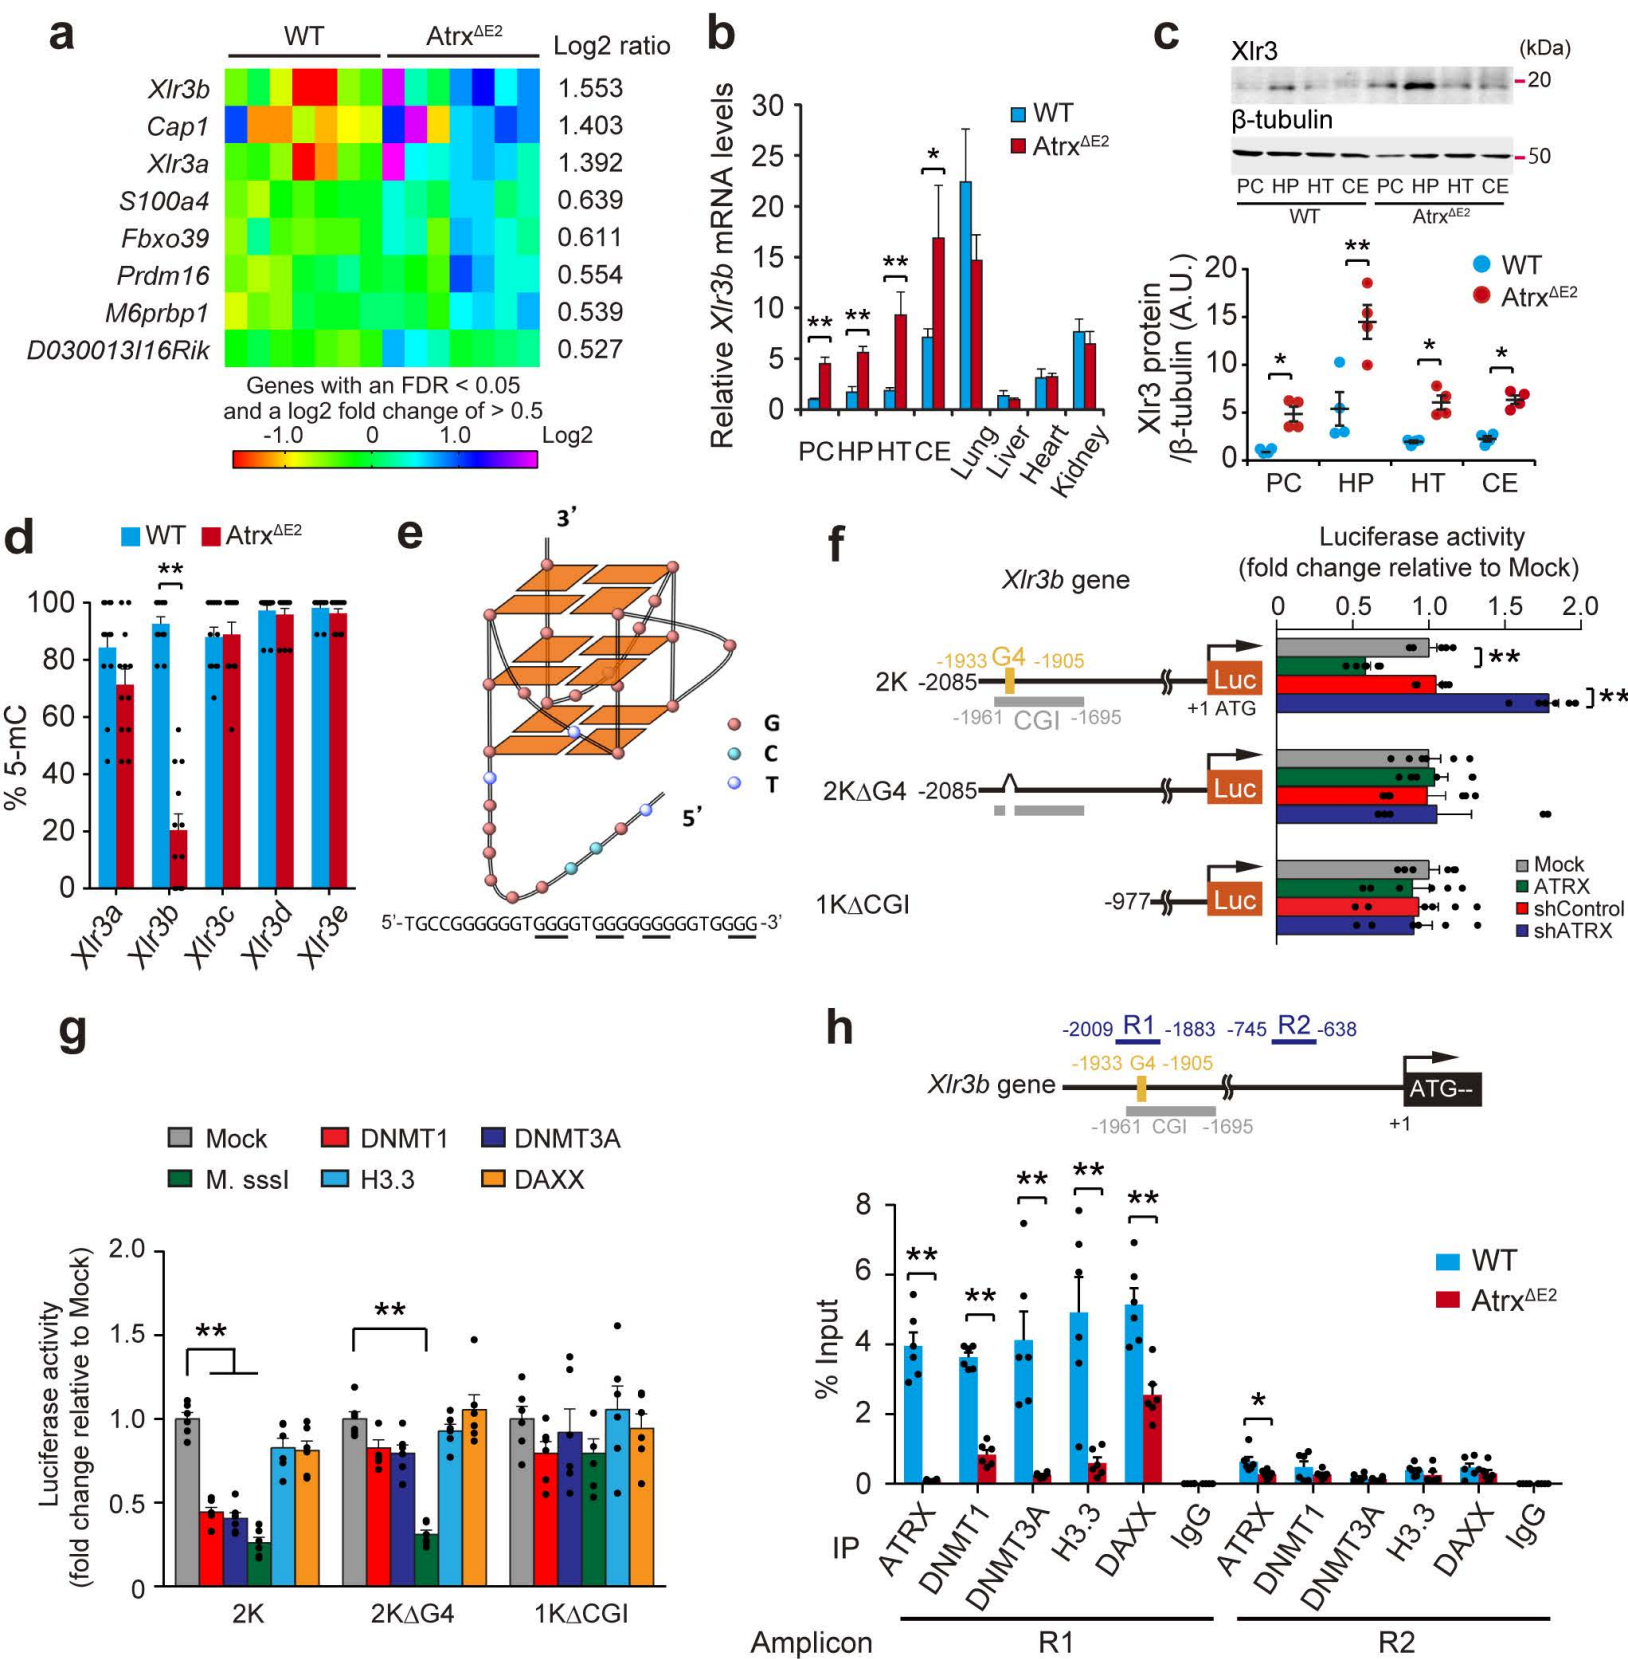 a
WT
Atrx^ΔE2
Log2 ratio
Xlr3b 1.553
Cap1 1.403
Xlr3a 1.392
S100a4 0.639
Fbxo39 0.611
Prdm16 0.554
M6prbp1 0.539
D030013I16Rik 0.527
Genes with an FDR < 0.05
and a log2 fold change of > 0.5
-1.0 0 1.0 Log2
b
Relative Xlr3b mRNA levels
30
25
20
15
10
5
0
WT
Atrx^ΔE2
** ** ** *
PC HP HT CE Lung Liver Heart Kidney
c
Xlr3
(kDa)
20
β-tubulin
50
PC HP HT CE PC HP HT CE
WT Atrx^ΔE2
Xlr3 protein
/β-tubulin (A.U.)
20
15
10
5
0
WT
Atrx^ΔE2
* ** * *
PC HP HT CE
d
WT Atrx^ΔE2
**
% 5-mC
100
80
60
40
20
0
Xlr3a Xlr3b Xlr3c Xlr3d Xlr3e
e
3’
G
C
T
5’
5'-TGCCGGGGGGTGGGGTGGGGGGGGGGTGGGG-3'
f
Luciferase activity
(fold change relative to Mock)
Xlr3b gene
0 0.5 1.0 1.5 2.0
-1933 G4 -1905
2K -2085 Luc
-1961 CGI -1695
+1 ATG
**
**
2KΔG4 -2085 Luc
1KΔCGI -977 Luc
Mock
ATRX
shControl
shATRX
g
Mock DNMT1 DNMT3A
M. sssI H3.3 DAXX
Luciferase activity
(fold change relative to Mock)
2.0
1.5
1.0
0.5
0
** **
2K 2KΔG4 1KΔCGI
h
-2009 R1 -1883 -745 R2 -638
-1933 G4 -1905
Xlr3b gene ATG--
-1961 CGI -1695
+1
% Input
8
6
4
2
0
** ** ** ** ** *
WT
Atrx^ΔE2
IP ATRX DNMT1 DNMT3A H3.3 DAXX IgG ATRX DNMT1 DNMT3A H3.3 DAXX IgG
Amplicon R1 R2